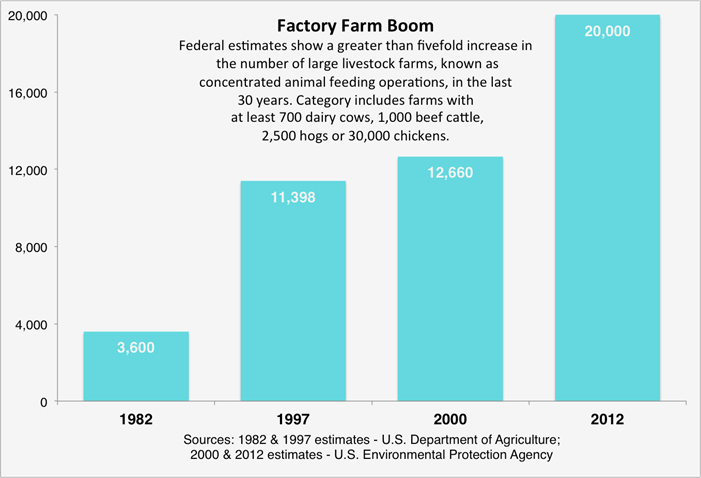 Factory Farm Boom
Federal estimates show a greater than fivefold increase in
the number of large livestock farms, known as
concentrated animal feeding operations, in the last
30 years. Category includes farms with
at least 700 dairy cows, 1,000 beef cattle,
2,500 hogs or 30,000 chickens.
20,000
16,000
12,000
8,000
4,000
0
3,600
11,398
12,660
20,000
1982
1997
2000
2012
Sources: 1982 & 1997 estimates - U.S. Department of Agriculture;
2000 & 2012 estimates - U.S. Environmental Protection Agency